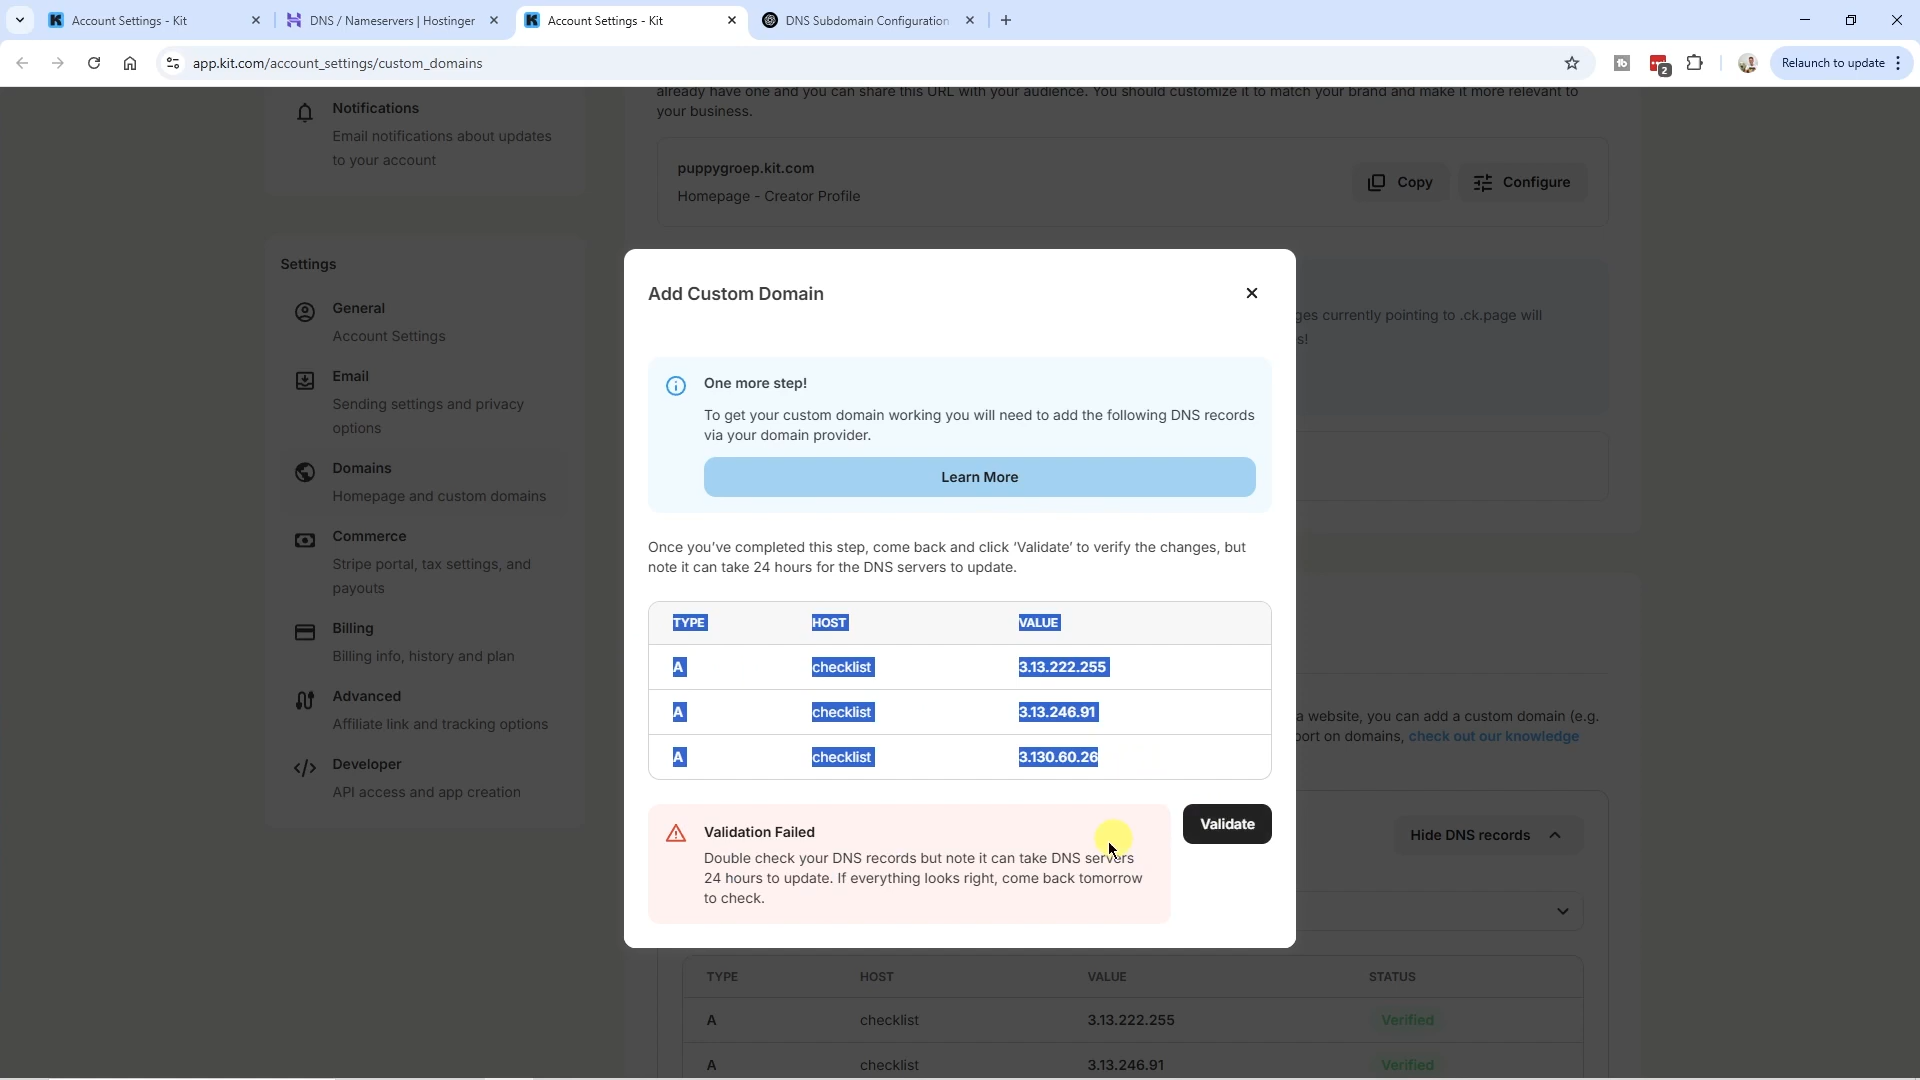 Account Settings - Kit
DNS / Nameservers | Hostinger
Account Settings - Kit
DNS Subdomain Configuration
app.kit.com/account_settings/custom_domains
2
Relaunch to update
Notifications
Email notifications about updates
to your account
Settings
General
Account Settings
Email
Sending settings and privacy
options
Domains
Homepage and custom domains
Commerce
Stripe portal, tax settings, and
payouts
Billing
Billing info, history and plan
Advanced
Affiliate link and tracking options
Developer
API access and app creation
already have one and you can share this URL with your audience. You should customize it to match your brand and make it more relevant to
your business.
puppygroep.kit.com
Homepage - Creator Profile
Copy
Configure
ges currently pointing to .ck.page will
s!
Add Custom Domain
One more step!
To get your custom domain working you will need to add the following DNS records
via your domain provider.
Learn More
Once you've completed this step, come back and click 'Validate' to verify the changes, but
note it can take 24 hours for the DNS servers to update.
TYPE HOST VALUE
A checklist 3.13.222.255
A checklist 3.13.246.91
A checklist 3.130.60.26
Validation Failed
Double check your DNS records but note it can take DNS servers
24 hours to update. If everything looks right, come back tomorrow
to check.
Validate
a website, you can add a custom domain (e.g.
port on domains, check out our knowledge
Hide DNS records
TYPE HOST VALUE STATUS
A checklist 3.13.222.255 Verified
A checklist 3.13.246.91 Verified